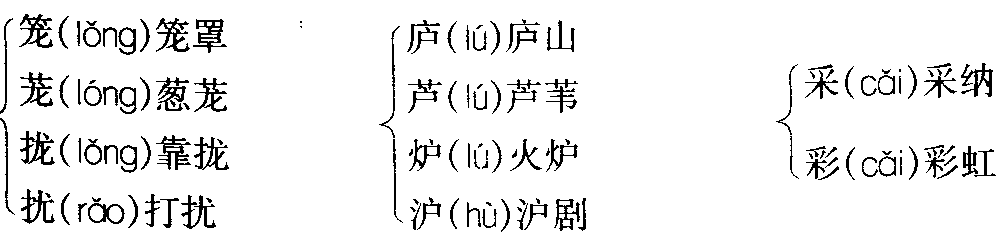 笼(lǒng)笼罩
茏(lóng)葱茏
拢(lǒng)靠拢
扰(rǎo)打扰
庐(lú)庐山
芦(lú)芦苇
炉(lú)火炉
沪(hù)沪剧
采(cǎi)采纳
彩(cǎi)彩虹